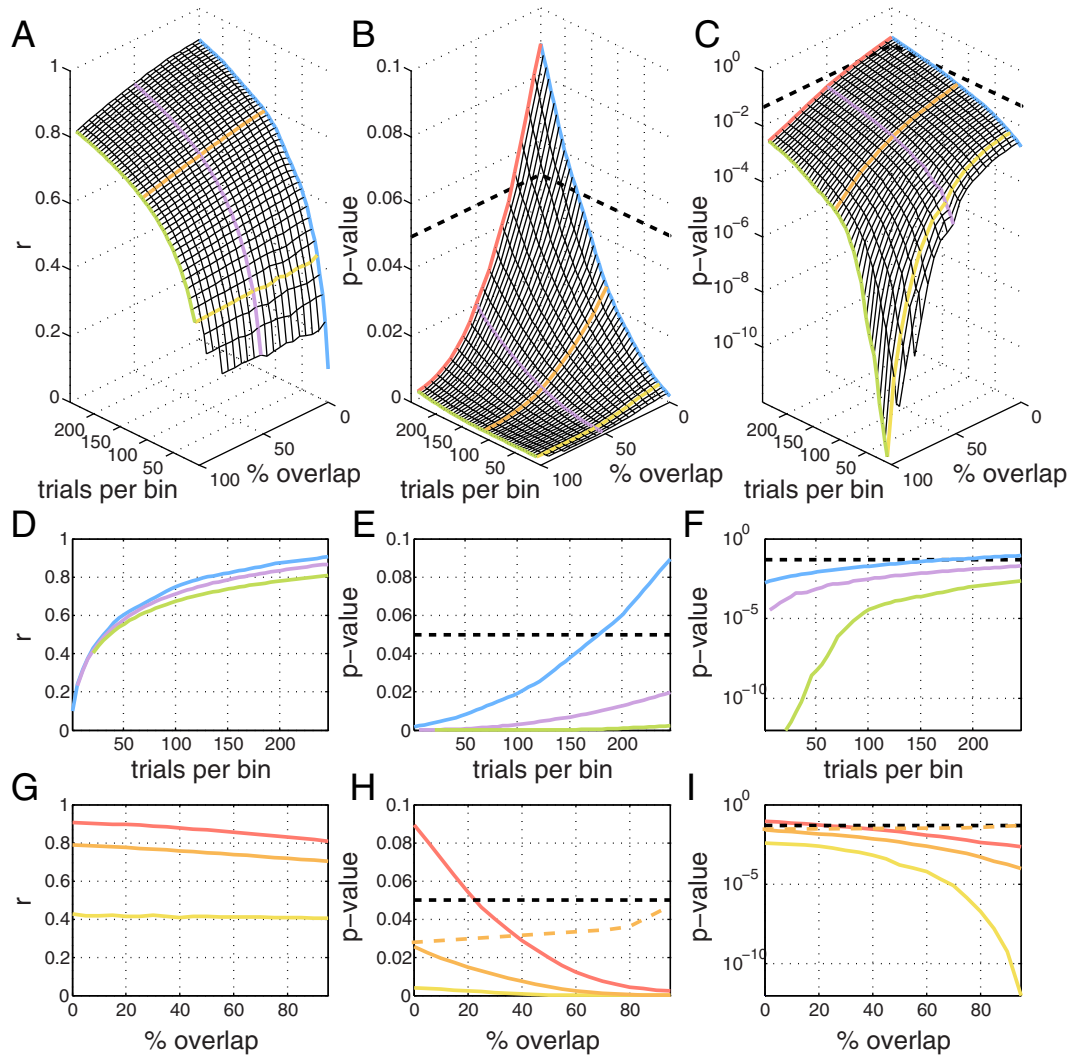 A
B
C
1
0.8
0.6
0.4
0.2
0
r
200
150
100
50
trials per bin
0
50
100
% overlap
0.1
0.08
0.06
0.04
0.02
0
p−value
200
150
100
50
trials per bin
0
50
100
% overlap
10^0
10^−2
10^−4
10^−6
10^−8
10^−10
p−value
200
150
100
50
trials per bin
0
50
100
% overlap
D
1
0.8
0.6
0.4
0.2
0
r
50 100 150 200
trials per bin
E
0.1
0.08
0.06
0.04
0.02
0
p−value
50 100 150 200
trials per bin
F
10^0
10^−5
10^−10
p−value
50 100 150 200
trials per bin
G
1
0.8
0.6
0.4
0.2
0
r
0 20 40 60 80
% overlap
H
0.1
0.08
0.06
0.04
0.02
0
p−value
0 20 40 60 80
% overlap
I
10^0
10^−5
10^−10
p−value
0 20 40 60 80
% overlap